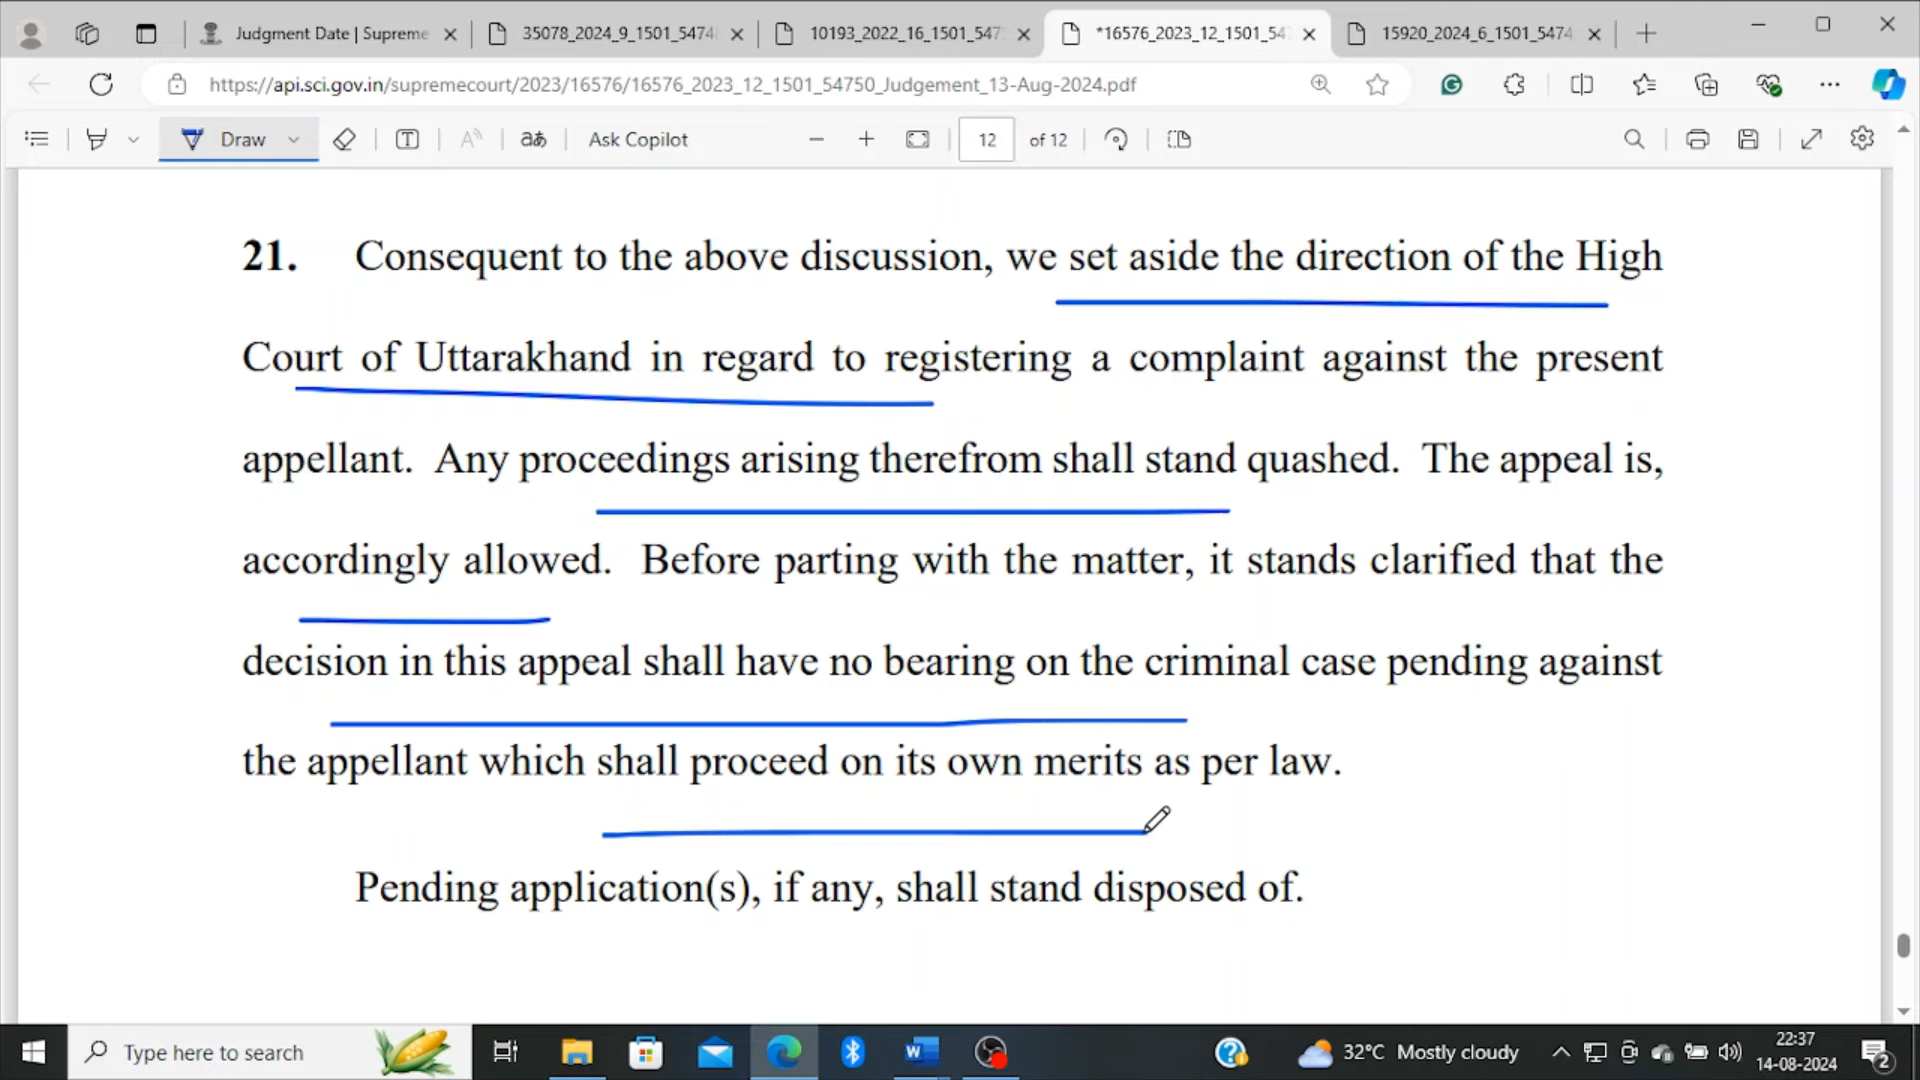 Judgment Date | Supreme
35078_2024_9_1501_5474
10193_2022_16_1501_547
*16576_2023_12_1501_54
15920_2024_6_1501_5474
https://api.sci.gov.in/supremecourt/2023/16576/16576_2023_12_1501_54750_Judgement_13-Aug-2024.pdf
Draw
T
A
aあ
Ask Copilot
12 of 12
21. Consequent to the above discussion, we set aside the direction of the High
Court of Uttarakhand in regard to registering a complaint against the present
appellant. Any proceedings arising therefrom shall stand quashed. The appeal is,
accordingly allowed. Before parting with the matter, it stands clarified that the
decision in this appeal shall have no bearing on the criminal case pending against
the appellant which shall proceed on its own merits as per law.
Pending application(s), if any, shall stand disposed of.
Type here to search
32°C Mostly cloudy
22:37
14-08-2024
2